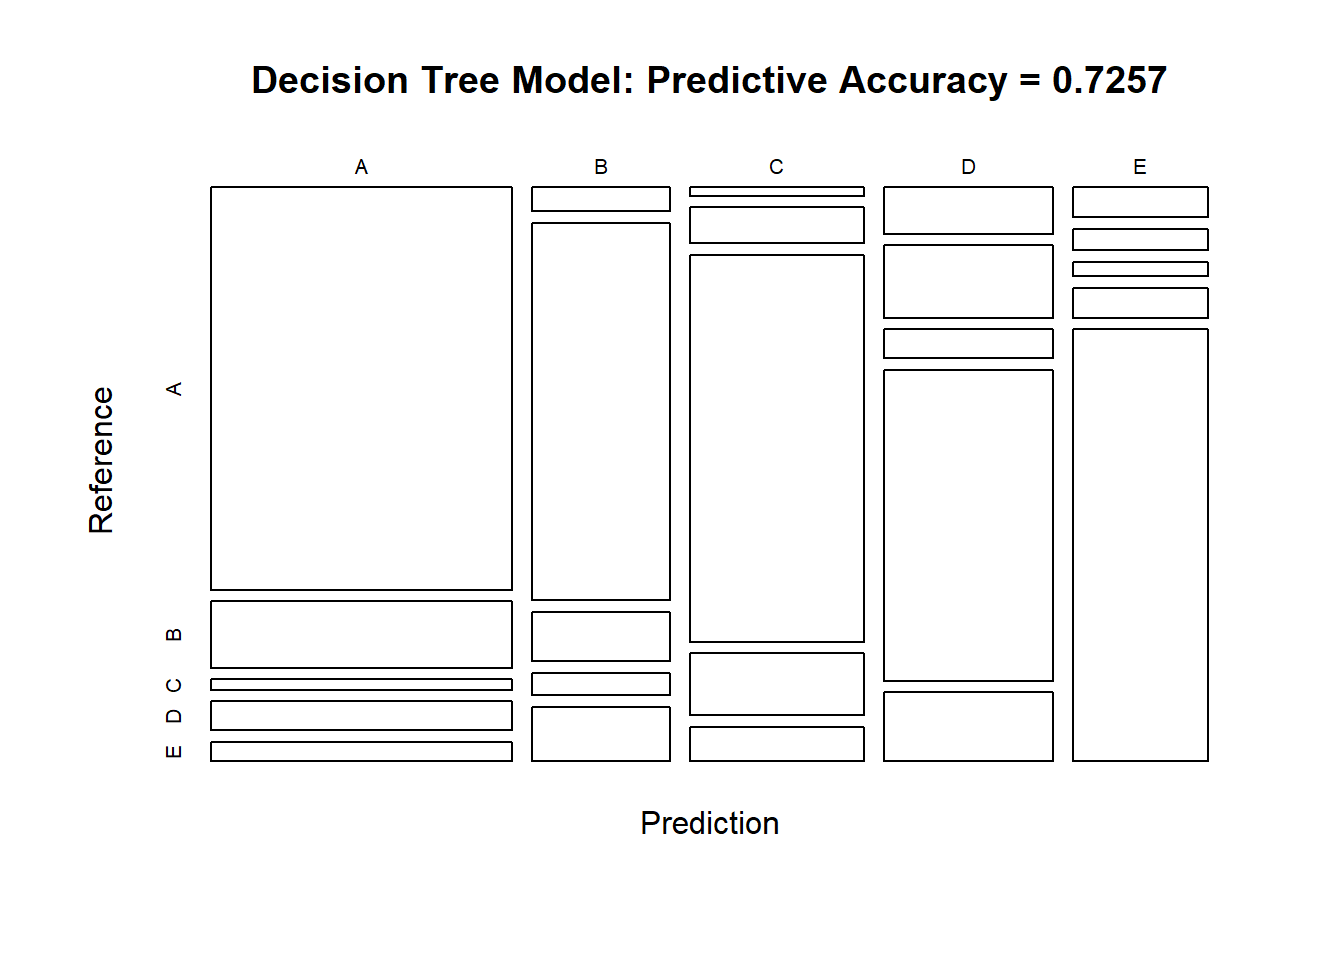 Decision Tree Model: Predictive Accuracy = 0.7257
A B C D E
Reference
A
B
C
D
E
Prediction